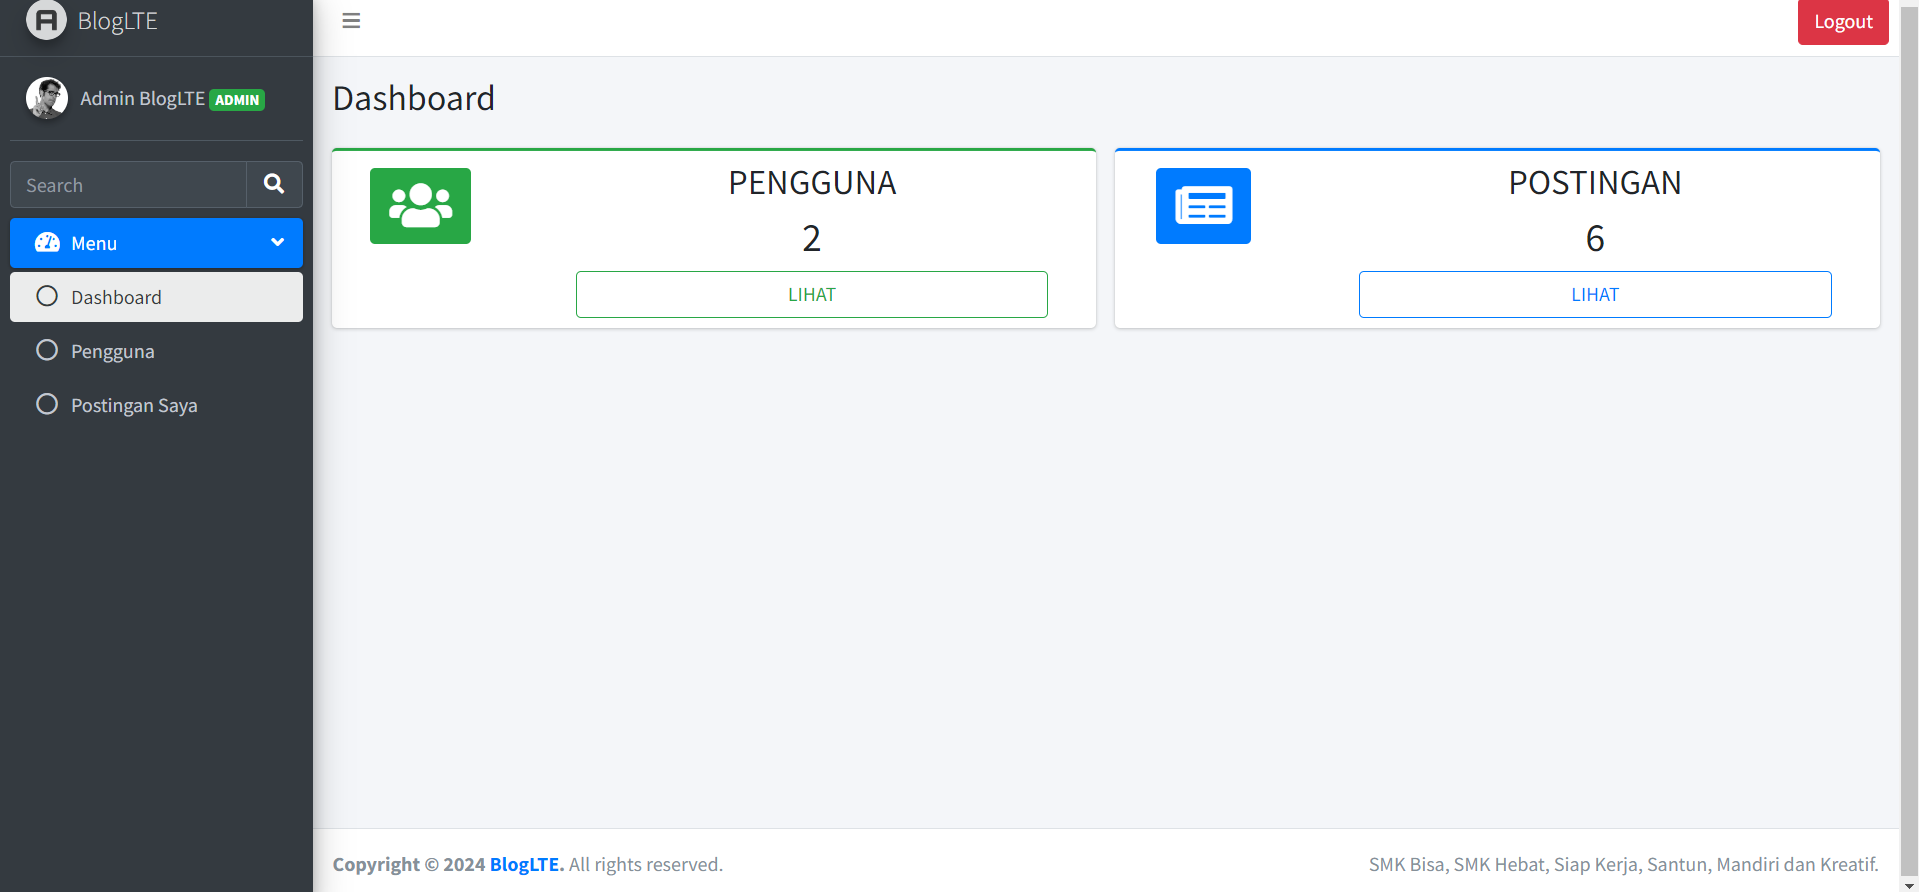 BlogLTE
Logout
Admin BlogLTE ADMIN
Search
Menu
Dashboard
Pengguna
Postingan Saya
Dashboard
PENGGUNA
2
LIHAT
POSTINGAN
6
LIHAT
Copyright © 2024 BlogLTE. All rights reserved.
SMK Bisa, SMK Hebat, Siap Kerja, Santun, Mandiri dan Kreatif.